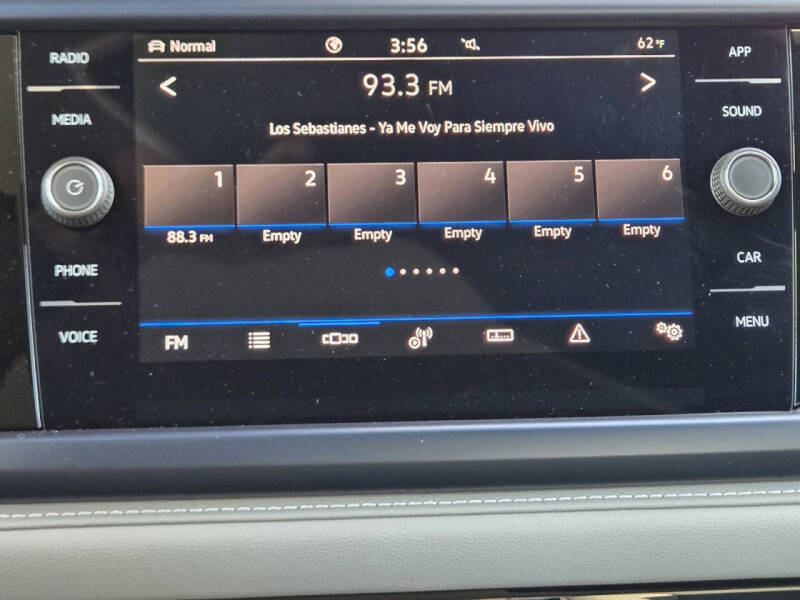 RADIO
MEDIA
PHONE
VOICE
Normal 3:56 62°F
< 93.3 FM >
Los Sebastianes - Ya Me Voy Para Siempre Vivo
1 2 3 4 5 6
88.3 FM Empty Empty Empty Empty Empty
FM
APP
SOUND
CAR
MENU